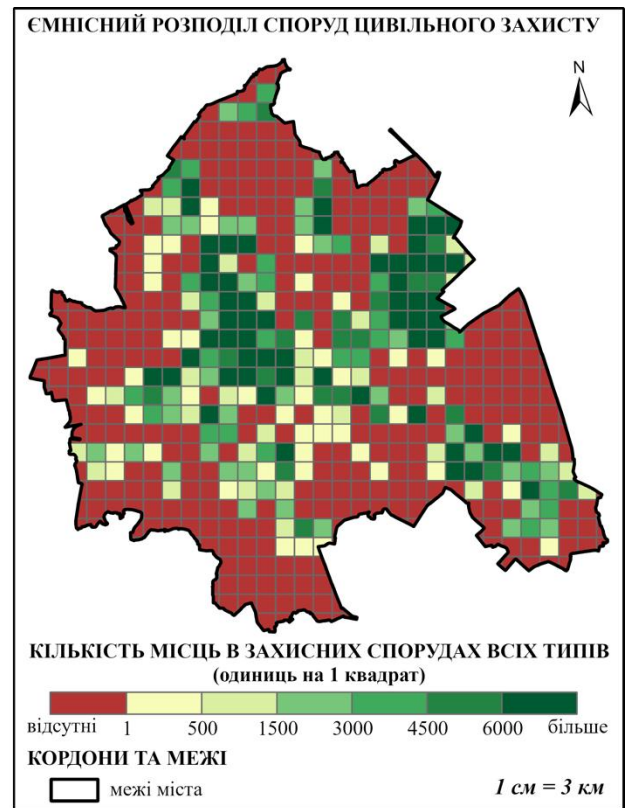 ЄМНІСНИЙ РОЗПОДІЛ СПОРУД ЦИВІЛЬНОГО ЗАХИСТУ
N
КІЛЬКІСТЬ МІСЦЬ В ЗАХИСНИХ СПОРУДАХ ВСІХ ТИПІВ
(одиниць на 1 квадрат)
відсутні 1 500 1500 3000 4500 6000 більше
КОРДОНИ ТА МЕЖІ
межі міста 1 см = 3 км